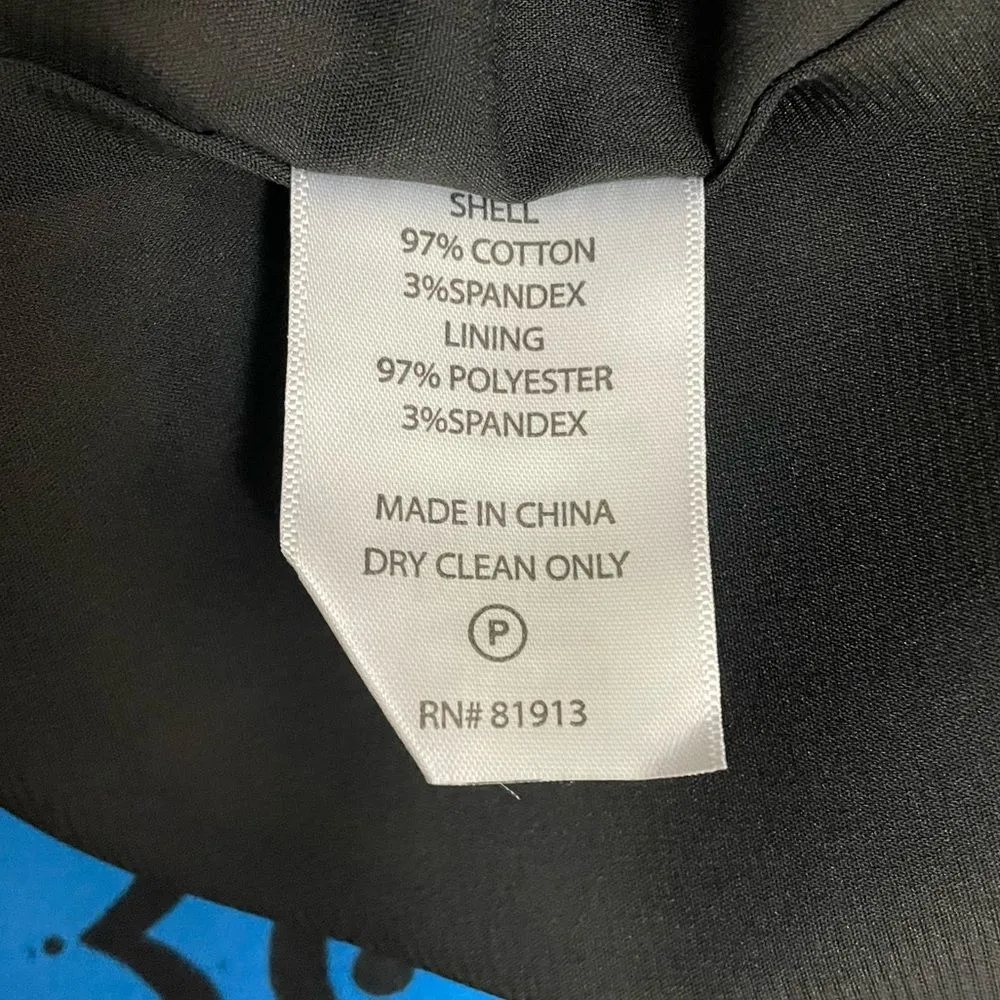 SHELL
97% COTTON
3%SPANDEX
LINING
97% POLYESTER
3%SPANDEX
MADE IN CHINA
DRY CLEAN ONLY
P
RN# 81913